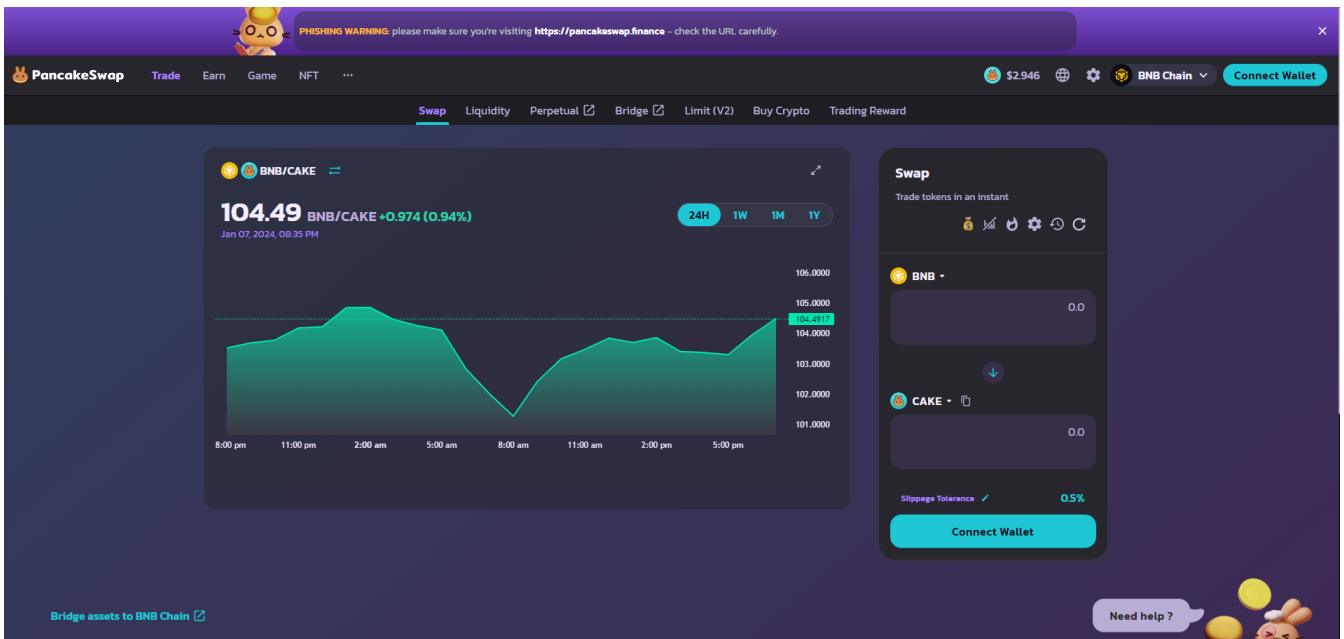 PHISHING WARNING: please make sure you're visiting https://pancakeswap.finance - check the URL carefully.
PancakeSwap Trade Earn Game NFT ··· $2.946 BNB Chain Connect Wallet
Swap Liquidity Perpetual Bridge Limit (V2) Buy Crypto Trading Reward
BNB/CAKE
104.49 BNB/CAKE +0.974 (0.94%)
Jan 07, 2024, 08:35 PM
24H 1W 1M 1Y
106.0000
105.0000
104.4917
104.0000
103.0000
102.0000
101.0000
8:00 pm 11:00 pm 2:00 am 5:00 am 8:00 am 11:00 am 2:00 pm 5:00 pm
Swap
Trade tokens in an instant
BNB
0.0
CAKE
0.0
Slippage Tolerance 0.5%
Connect Wallet
Bridge assets to BNB Chain
Need help ?